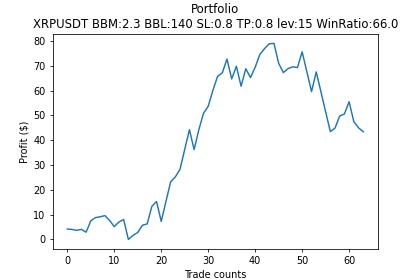 Portfolio
XRPUSDT BBM:2.3 BBL:140 SL:0.8 TP:0.8 lev:15 WinRatio:66.0
80
70
60
50
40
30
20
10
0
Profit ($)
0 10 20 30 40 50 60
Trade counts